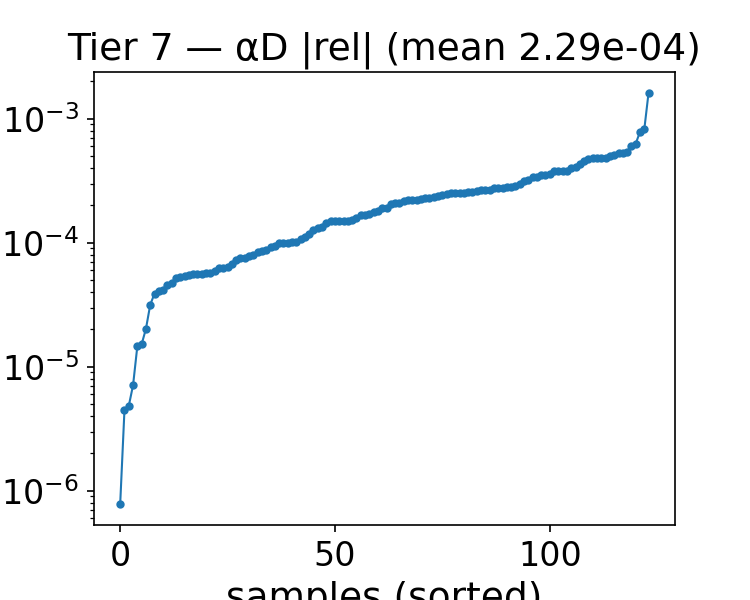 Tier 7 — αD |rel| (mean 2.29e-04)
10⁻³
10⁻⁴
10⁻⁵
10⁻⁶
0 50 100
samples (sorted)